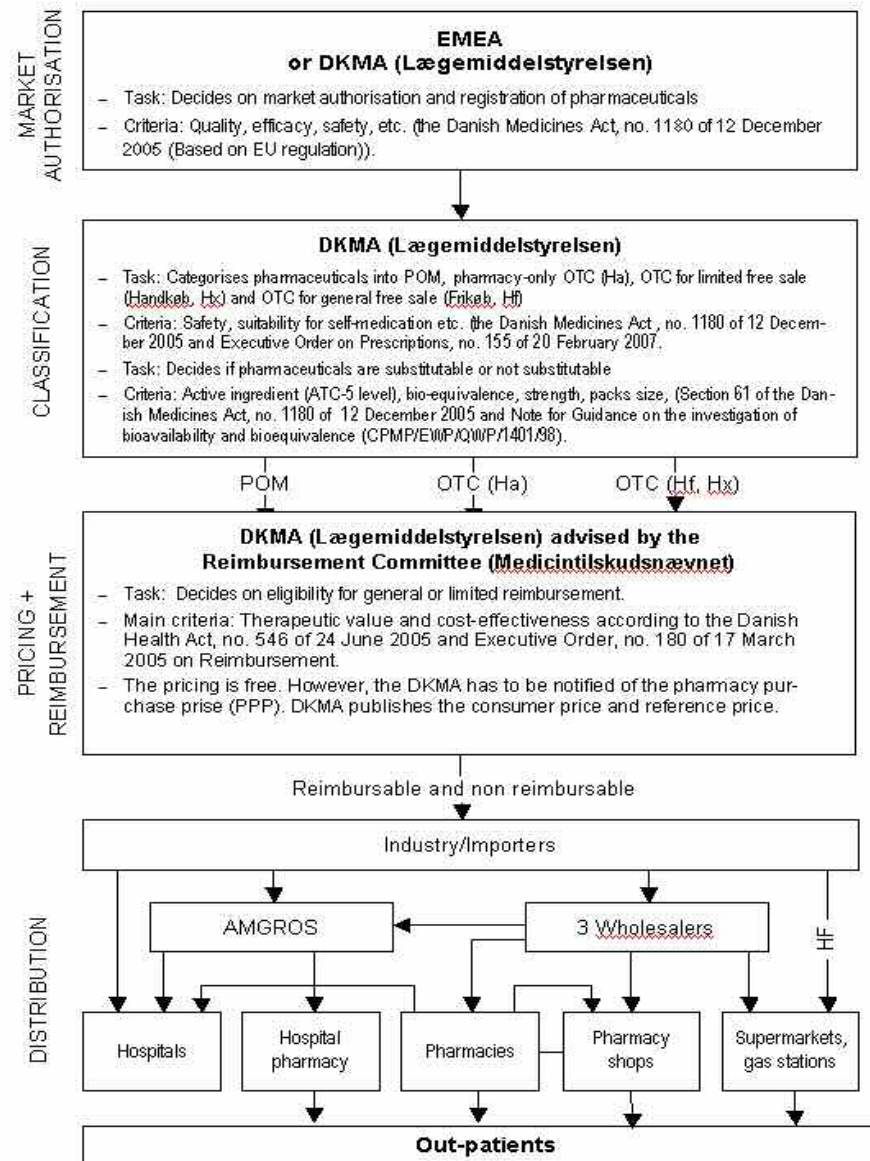 MARKET
AUTHORISATION
EMEA
or DKMA (Lægemiddelstyrelsen)
– Task: Decides on market authorisation and registration of pharmaceuticals
– Criteria: Quality, efficacy, safety, etc. (the Danish Medicines Act, no. 1180 of 12 December
2005 (Based on EU regulation)).
CLASSIFICATION
DKMA (Lægemiddelstyrelsen)
– Task: Categorises pharmaceuticals into POM, pharmacy-only OTC (Ha), OTC for limited free sale
(Handkøb, Hx) and OTC for general free sale (Frikøb, Hf)
– Criteria: Safety, suitability for self-medication etc. (the Danish Medicines Act , no. 1180 of 12 Decem-
ber 2005 and Executive Order on Prescriptions, no. 155 of 20 February 2007.
– Task: Decides if pharmaceuticals are substitutable or not substitutable
– Criteria: Active ingredient (ATC-5 level), bio-equivalence, strength, packs size, (Section 61 of the Dan-
ish Medicines Act, no. 1180 of 12 December 2005 and Note for Guidance on the investigation of
bioavailability and bioequivalence (CPMP/EWP/QWP/1401/98).
POM OTC (Ha) OTC (Hf, Hx)
PRICING +
REIMBURSEMENT
DKMA (Lægemiddelstyrelsen) advised by the
Reimbursement Committee (Medicintilskudsnævnet)
– Task: Decides on eligibility for general or limited reimbursement.
– Main criteria: Therapeutic value and cost-effectiveness according to the Danish
Health Act, no. 546 of 24 June 2005 and Executive Order, no. 180 of 17 March
2005 on Reimbursement.
– The pricing is free. However, the DKMA has to be notified of the pharmacy pur-
chase prise (PPP). DKMA publishes the consumer price and reference price.
Reimbursable and non reimbursable
DISTRIBUTION
Industry/Importers
AMGROS 3 Wholesalers HF
Hospitals
Hospital
pharmacy
Pharmacies
Pharmacy
shops
Supermarkets,
gas stations
Out-patients